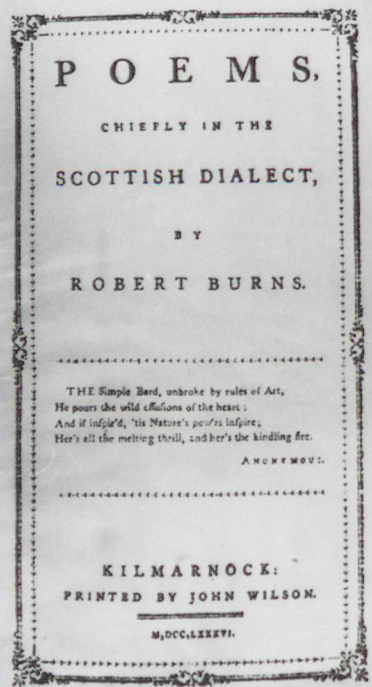 POEMS,
CHIEFLY IN THE
SCOTTISH DIALECT,
BY
ROBERT BURNS.
THE Simple Bard, unbroke by rules of Art,
He pours the wild effusions of the heart :
And if inspir'd, 'tis Nature's pow'rs inspire;
Her's all the melting thrill, and her's the kindling fire.
ANONYMOUS.
KILMARNOCK:
PRINTED BY JOHN WILSON.
M,DCC,LXXXVI.